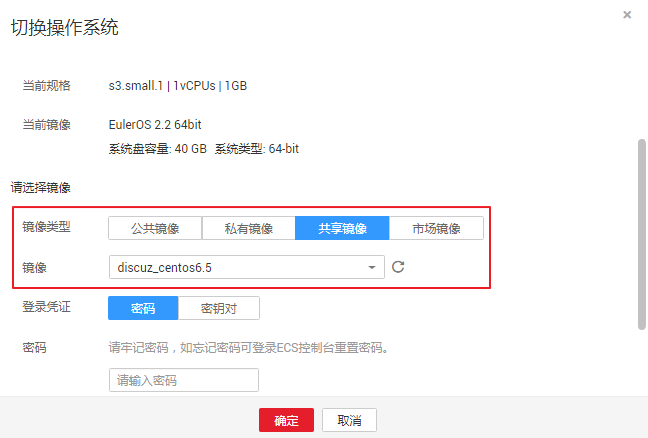 切换操作系统
当前规格 s3.small.1 | 1vCPUs | 1GB
当前镜像 EulerOS 2.2 64bit
系统盘容量: 40 GB 系统类型: 64-bit
请选择镜像
镜像类型 公共镜像 私有镜像 共享镜像 市场镜像
镜像 discuz_centos6.5
登录凭证 密码 密钥对
密码 请牢记密码，如忘记密码可登录ECS控制台重置密码。
请输入密码
确定 取消